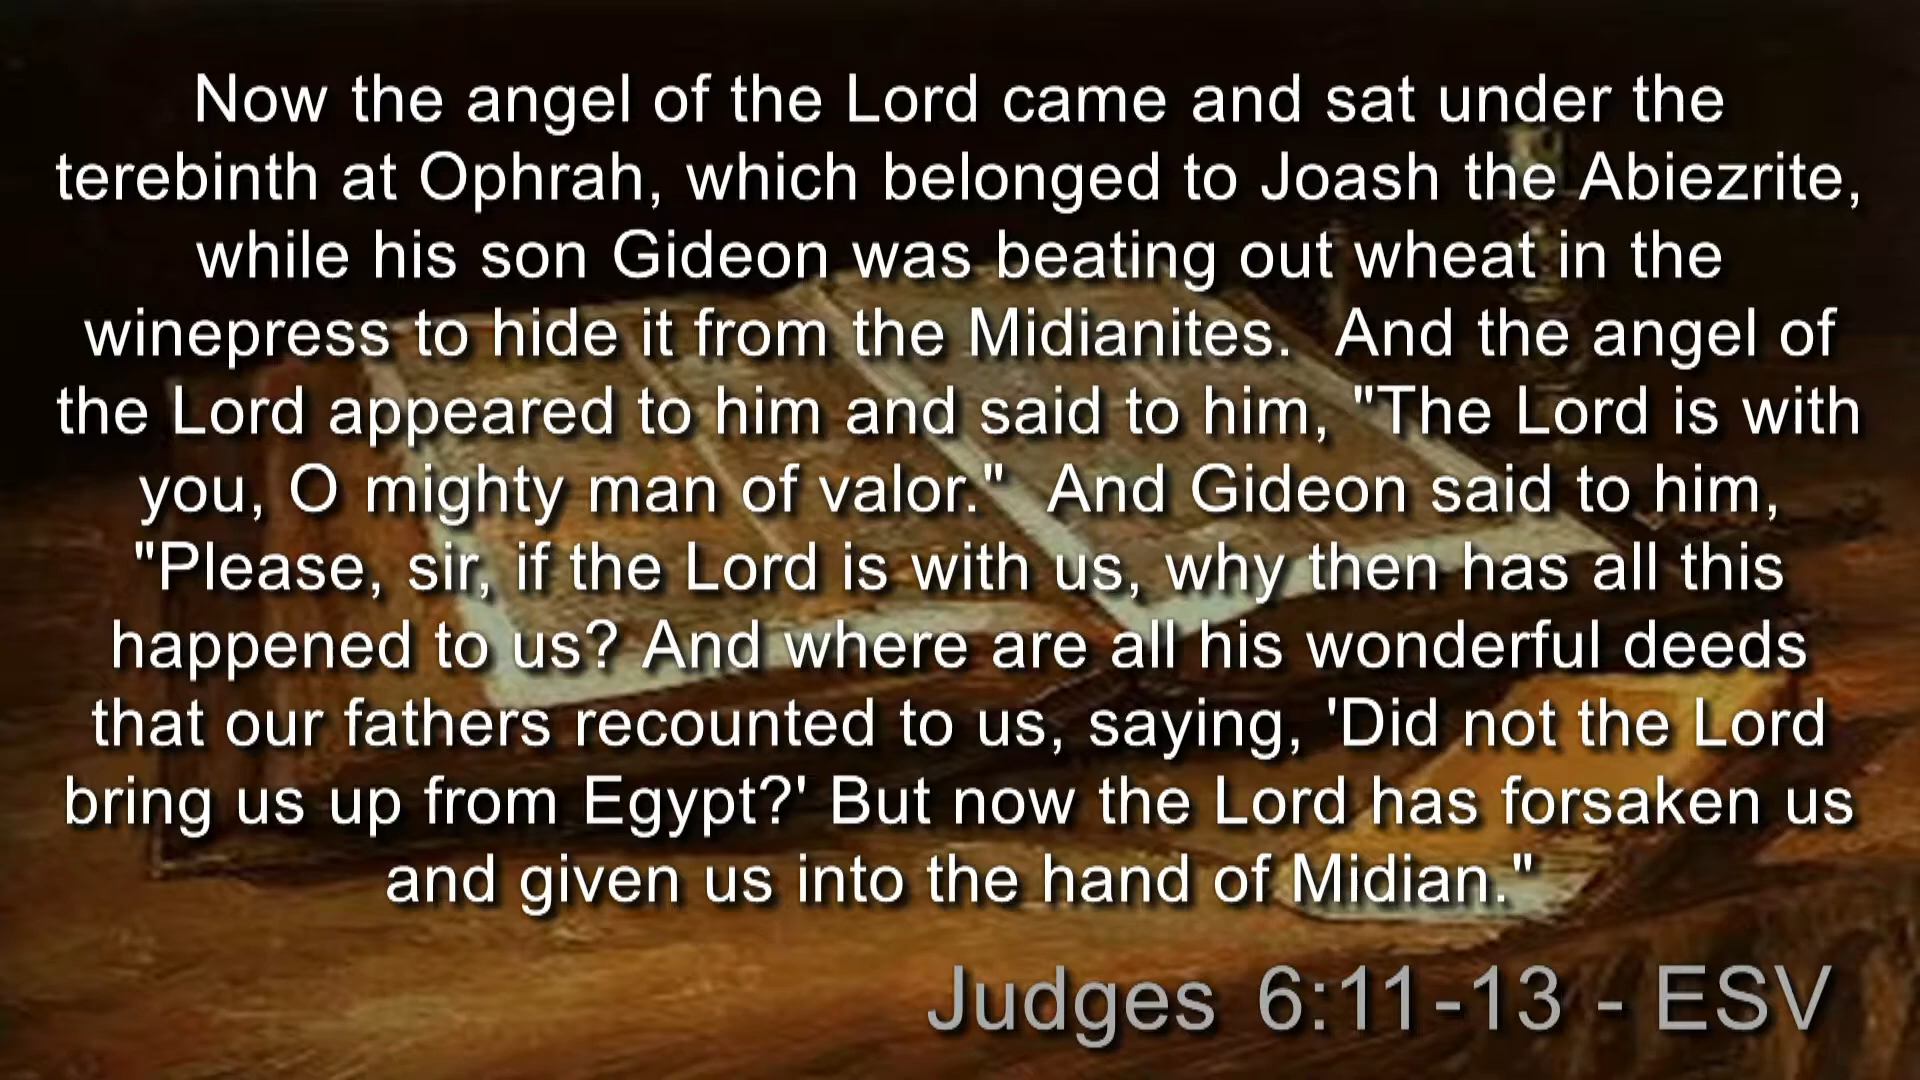 Now the angel of the Lord came and sat under the
terebinth at Ophrah, which belonged to Joash the Abiezrite,
while his son Gideon was beating out wheat in the
winepress to hide it from the Midianites.  And the angel of
the Lord appeared to him and said to him, "The Lord is with
you, O mighty man of valor."  And Gideon said to him,
"Please, sir, if the Lord is with us, why then has all this
happened to us? And where are all his wonderful deeds
that our fathers recounted to us, saying, 'Did not the Lord
bring us up from Egypt?' But now the Lord has forsaken us
and given us into the hand of Midian."
Judges 6:11-13 - ESV